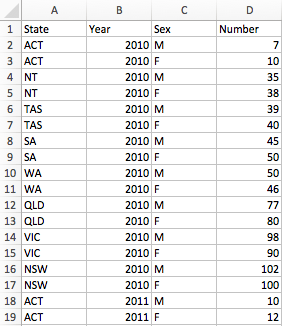 A B C D
1 State Year Sex Number
2 ACT 2010 M 7
3 ACT 2010 F 10
4 NT 2010 M 35
5 NT 2010 F 38
6 TAS 2010 M 39
7 TAS 2010 F 40
8 SA 2010 M 45
9 SA 2010 F 50
10 WA 2010 M 50
11 WA 2010 F 46
12 QLD 2010 M 77
13 QLD 2010 F 80
14 VIC 2010 M 98
15 VIC 2010 F 90
16 NSW 2010 M 102
17 NSW 2010 F 100
18 ACT 2011 M 10
19 ACT 2011 F 12